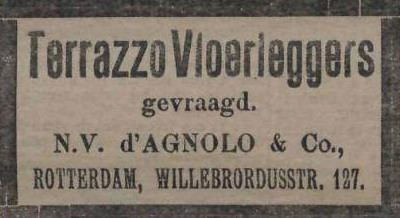 Terrazzo Vloerleggers
gevraagd.
N.V. d'AGNOLO & Co.,
ROTTERDAM, WILLEBRORDUSSTR. 127.